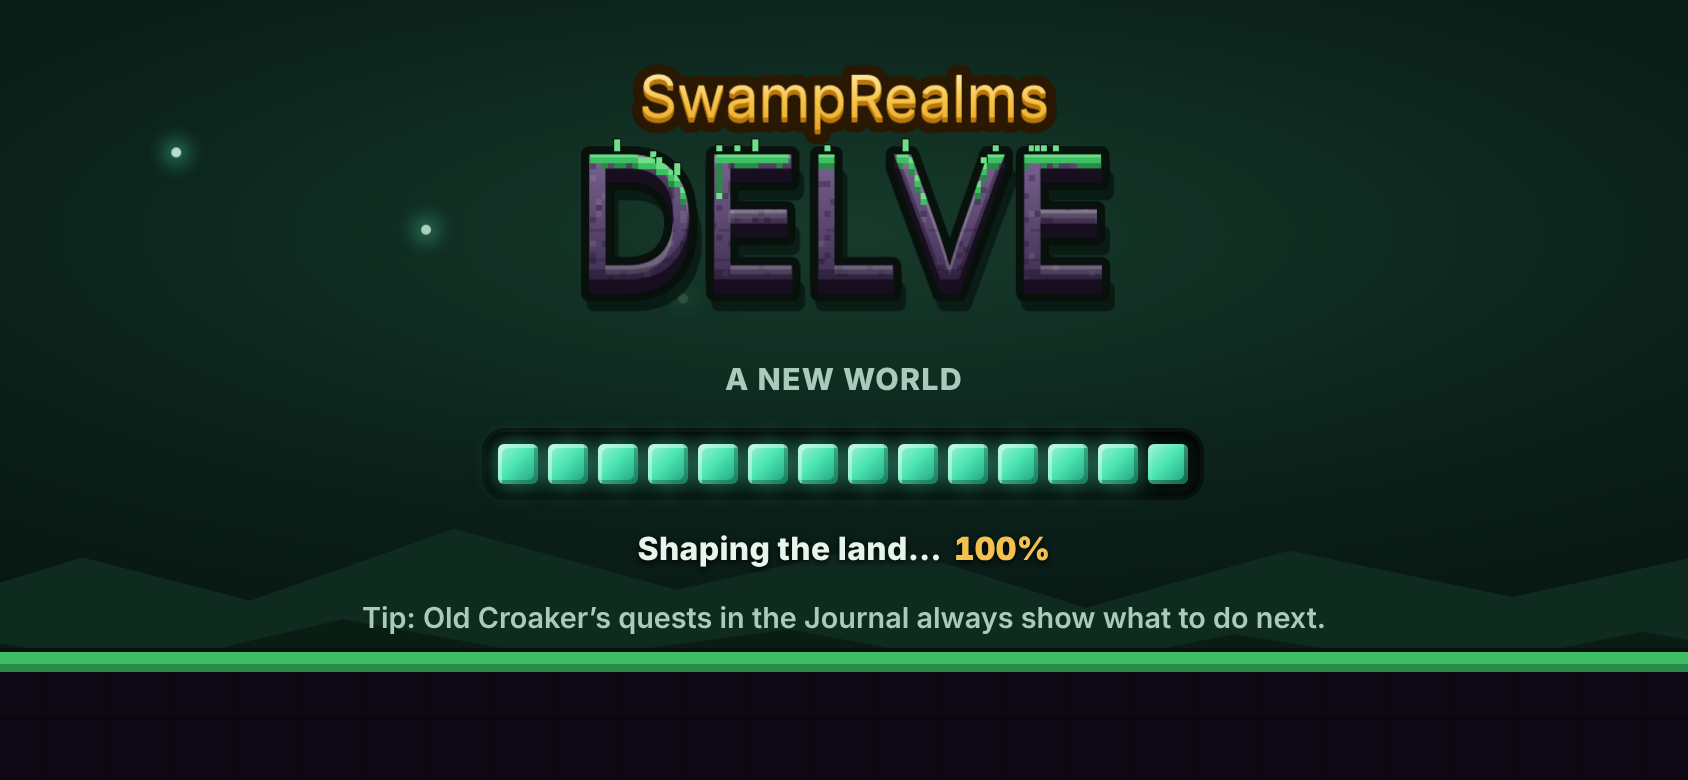 SwampRealms
DELVE
A NEW WORLD
Shaping the land... 100%
Tip: Old Croaker’s quests in the Journal always show what to do next.